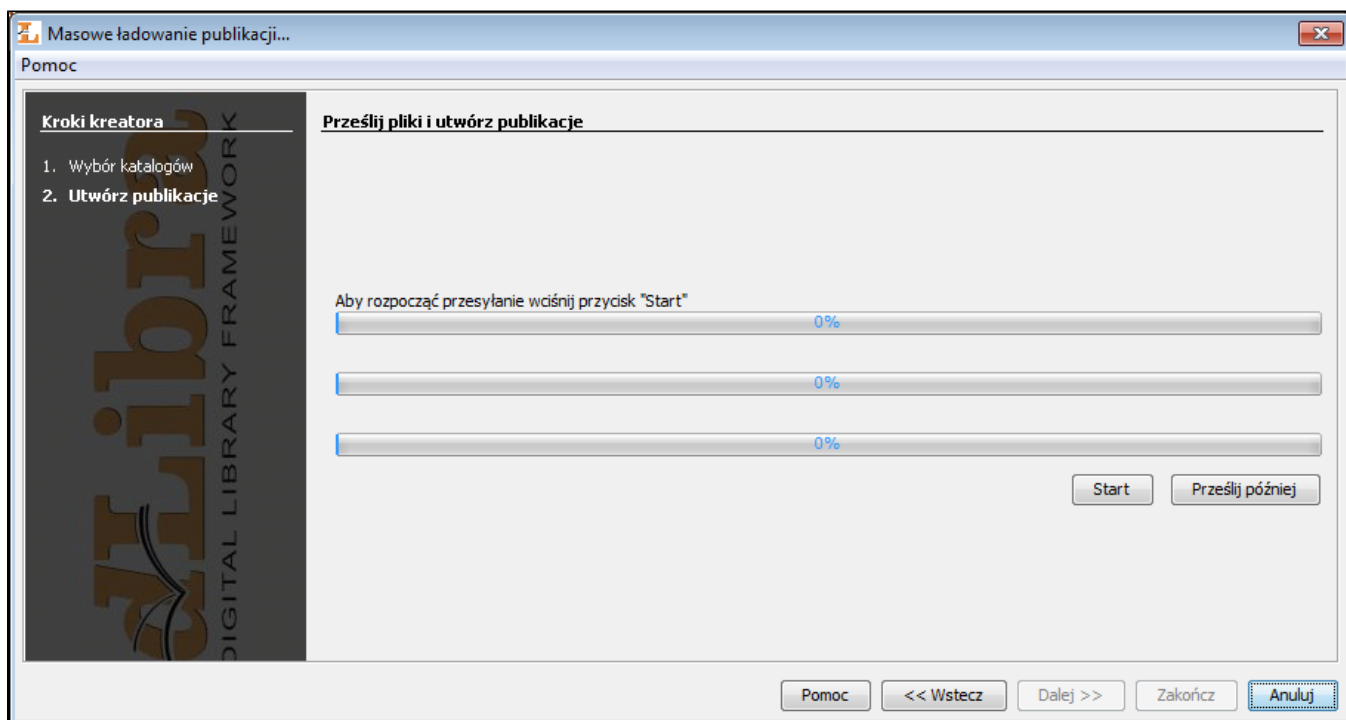 Masowe ładowanie publikacji...
Pomoc
Kroki kreatora
1. Wybór katalogów
2. Utwórz publikacje
dLibra
DIGITAL LIBRARY FRAMEWORK
Prześlij pliki i utwórz publikacje
Aby rozpocząć przesyłanie wciśnij przycisk "Start"
0%
0%
0%
Start Prześlij później
Pomoc << Wstecz Dalej >> Zakończ Anuluj